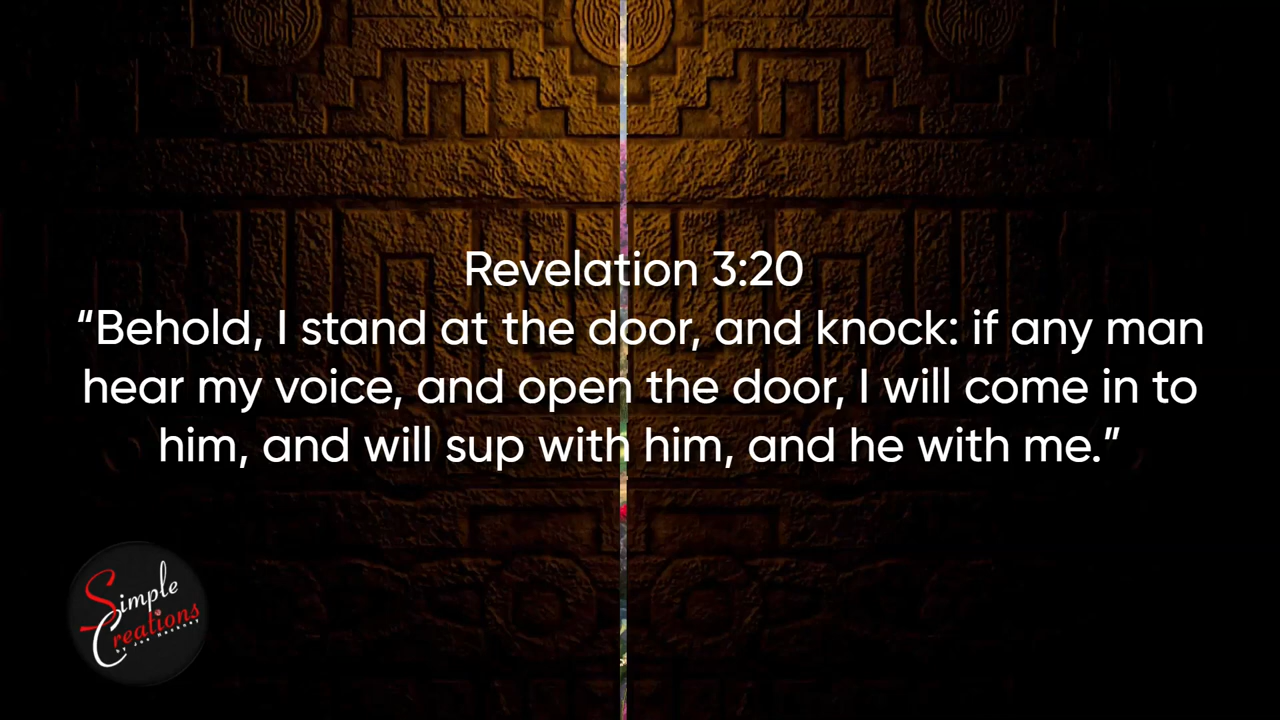 Revelation 3:20
“Behold, I stand at the door, and knock: if any man
hear my voice, and open the door, I will come in to
him, and will sup with him, and he with me.”
Simple
Creations